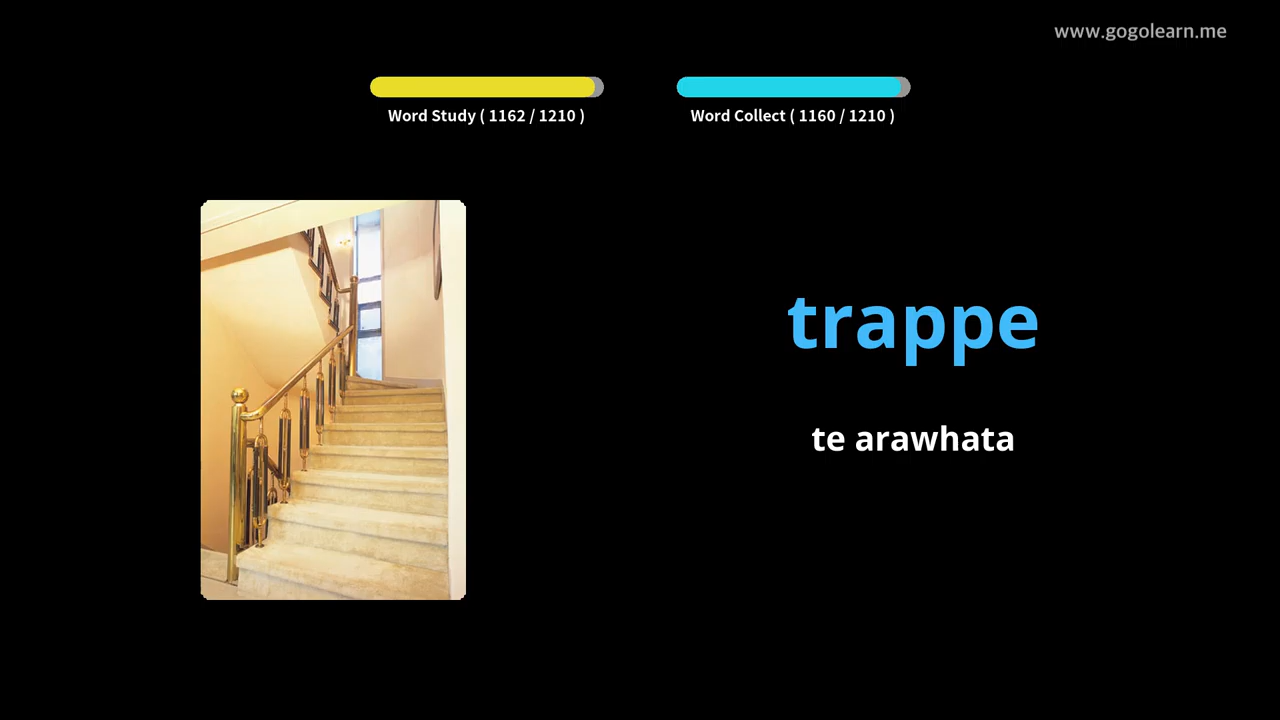 www.gogolearn.me
Word Study ( 1162 / 1210 )
Word Collect ( 1160 / 1210 )
trappe
te arawhata